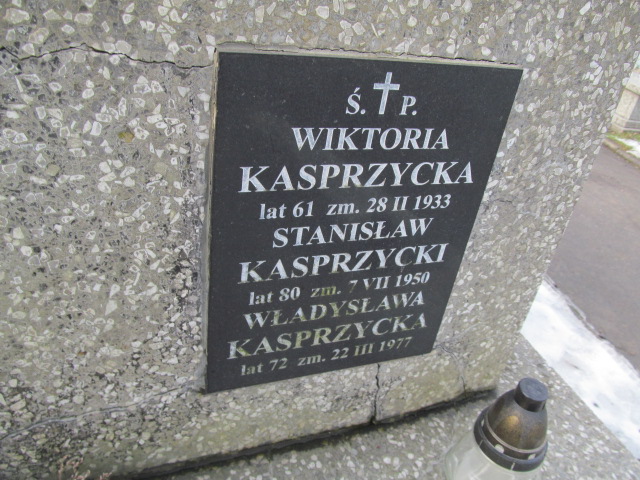 Ś. P.
WIKTORIA
KASPRZYCKA
lat 61 zm. 28 II 1933
STANISŁAW
KASPRZYCKI
lat 80 zm. 7 VII 1950
WŁADYSŁAWA
KASPRZYCKA
lat 72 zm. 22 III 1977